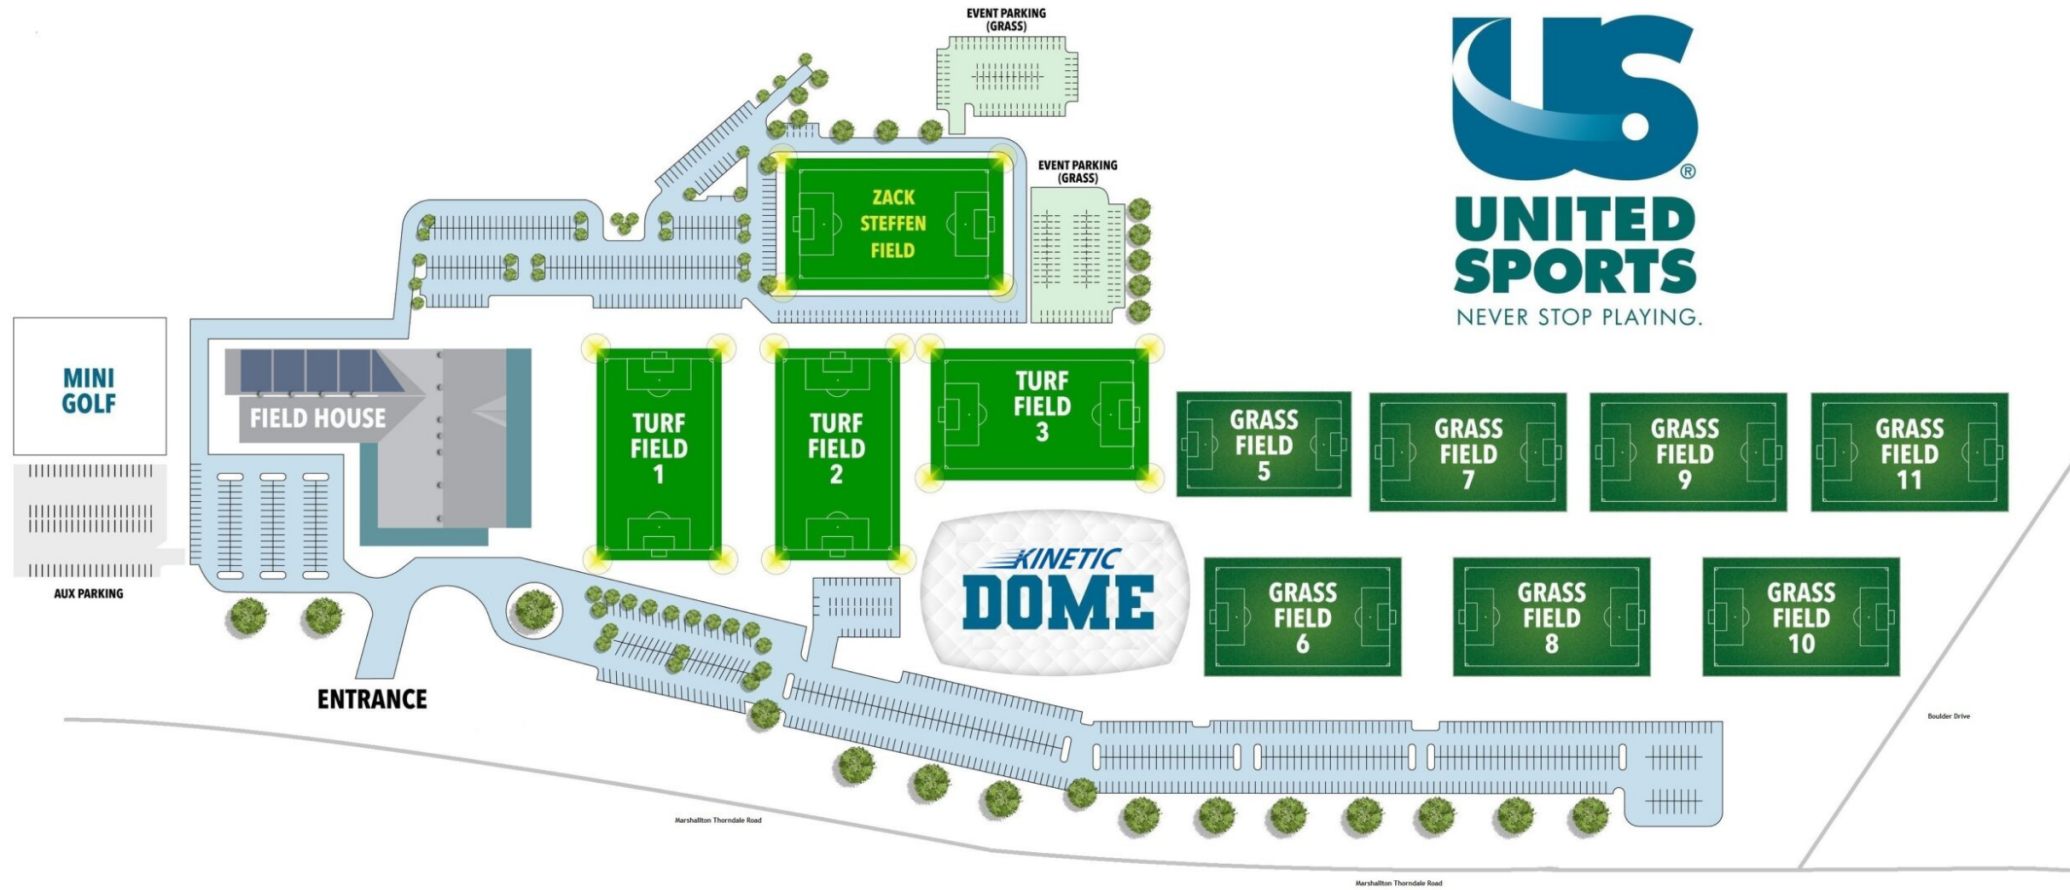 EVENT PARKING
(GRASS)
EVENT PARKING
(GRASS)
US
®
UNITED
SPORTS
NEVER STOP PLAYING.
ZACK
STEFFEN
FIELD
MINI
GOLF
FIELD HOUSE
TURF
FIELD
1
TURF
FIELD
2
TURF
FIELD
3
GRASS
FIELD
5
GRASS
FIELD
7
GRASS
FIELD
9
GRASS
FIELD
11
KINETIC
DOME
GRASS
FIELD
6
GRASS
FIELD
8
GRASS
FIELD
10
AUX PARKING
ENTRANCE
Boulder Drive
Marshallton Thorndale Road
Marshallton Thorndale Road